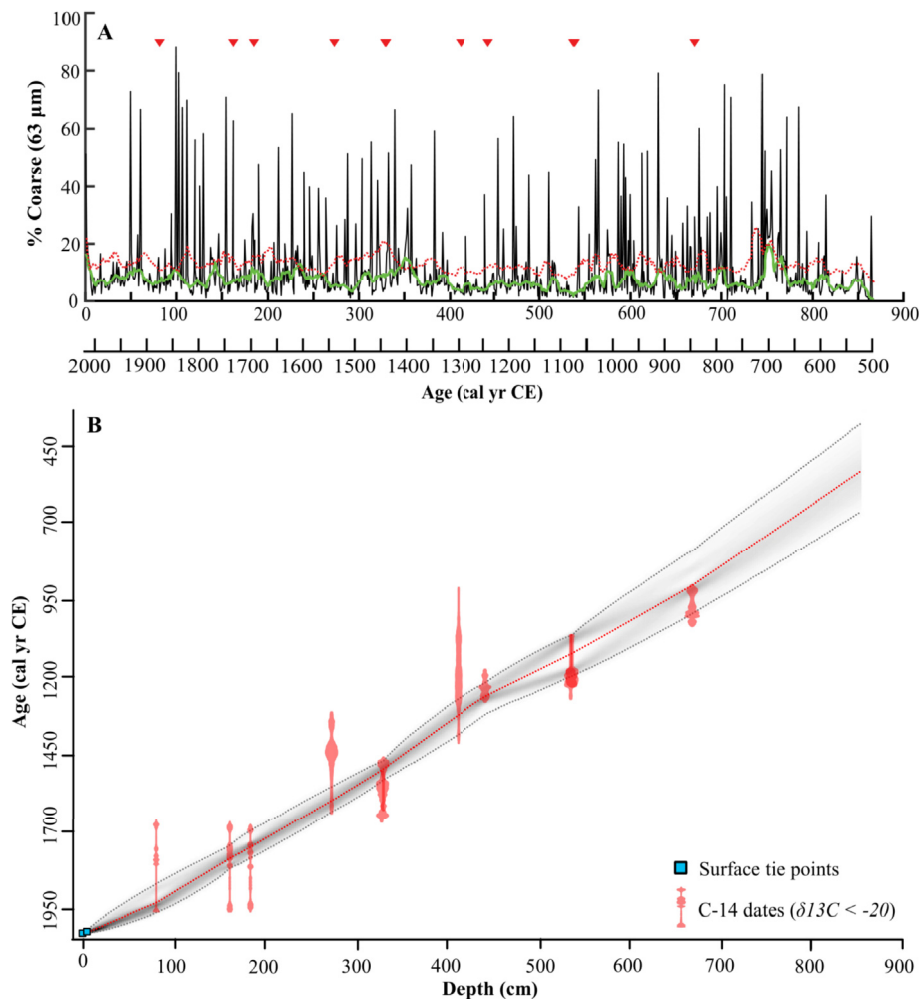 A
% Coarse (63 µm)
100
80
60
40
20
0
100 200 300 400 500 600 700 800 900
2000 1900 1800 1700 1600 1500 1400 1300 1200 1100 1000 900 800 700 600 500
Age (cal yr CE)
B
Age (cal yr CE)
450
700
950
1200
1450
1700
1950
Surface tie points
C-14 dates (δ13C < -20)
0 100 200 300 400 500 600 700 800 900
Depth (cm)